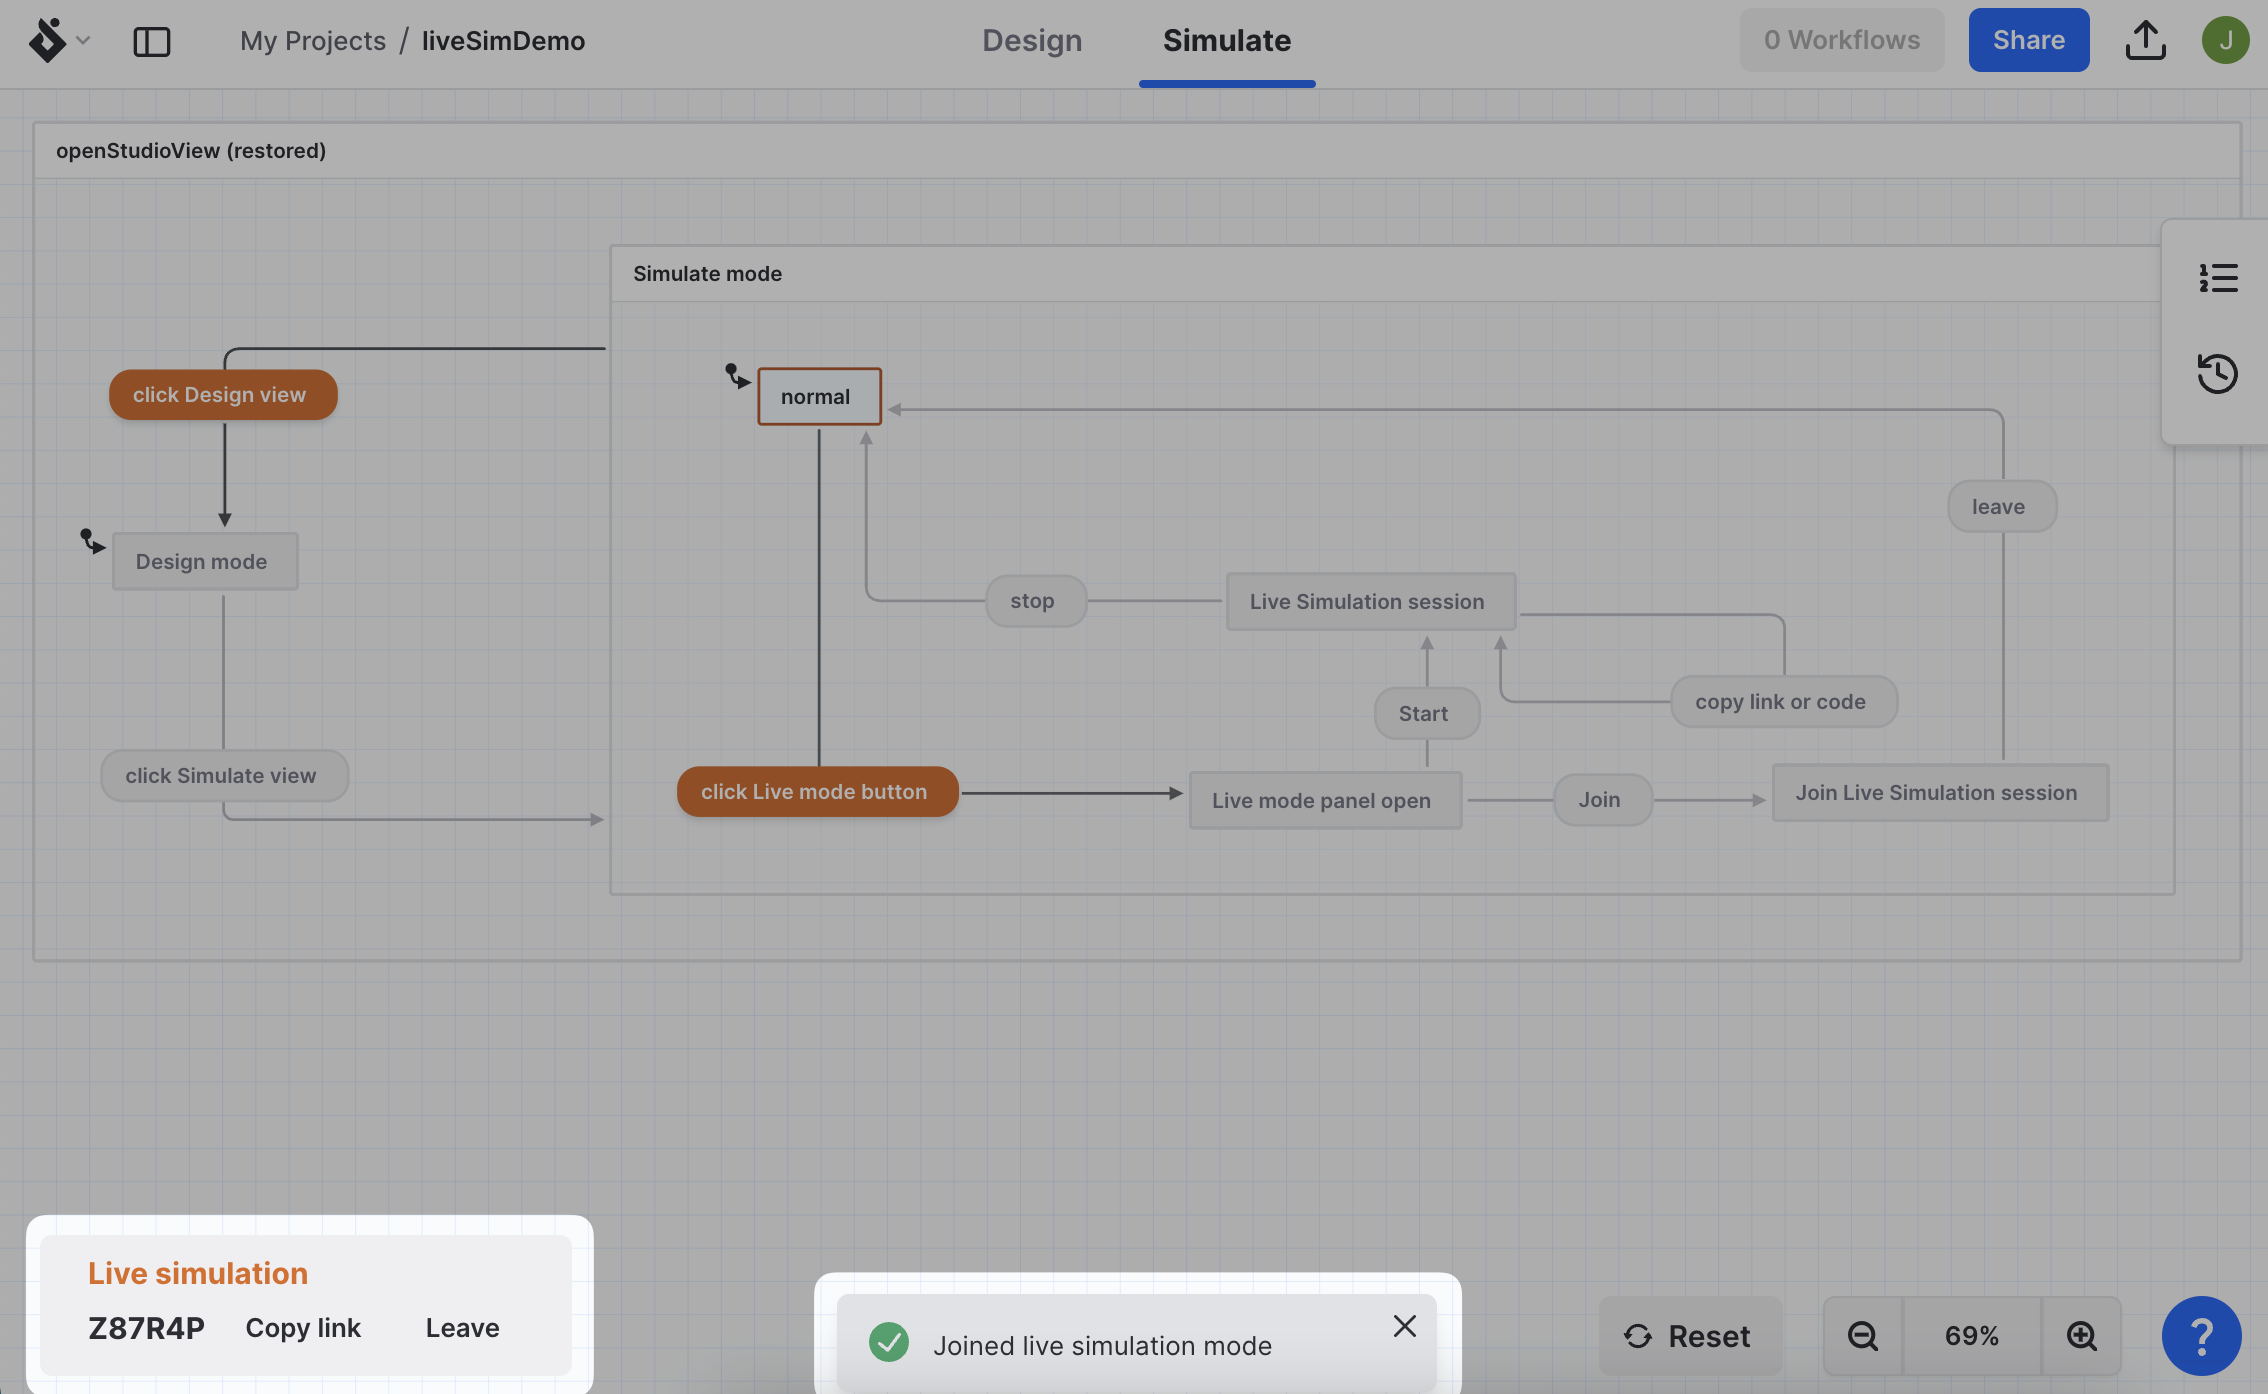 My Projects / liveSimDemo
Design
Simulate
0 Workflows
Share
J
openStudioView (restored)
Simulate mode
click Design view
normal
leave
Design mode
stop
Live Simulation session
Start
copy link or code
click Simulate view
click Live mode button
Live mode panel open
Join
Join Live Simulation session
Live simulation
Z87R4P Copy link Leave
Joined live simulation mode
Reset
69%
?